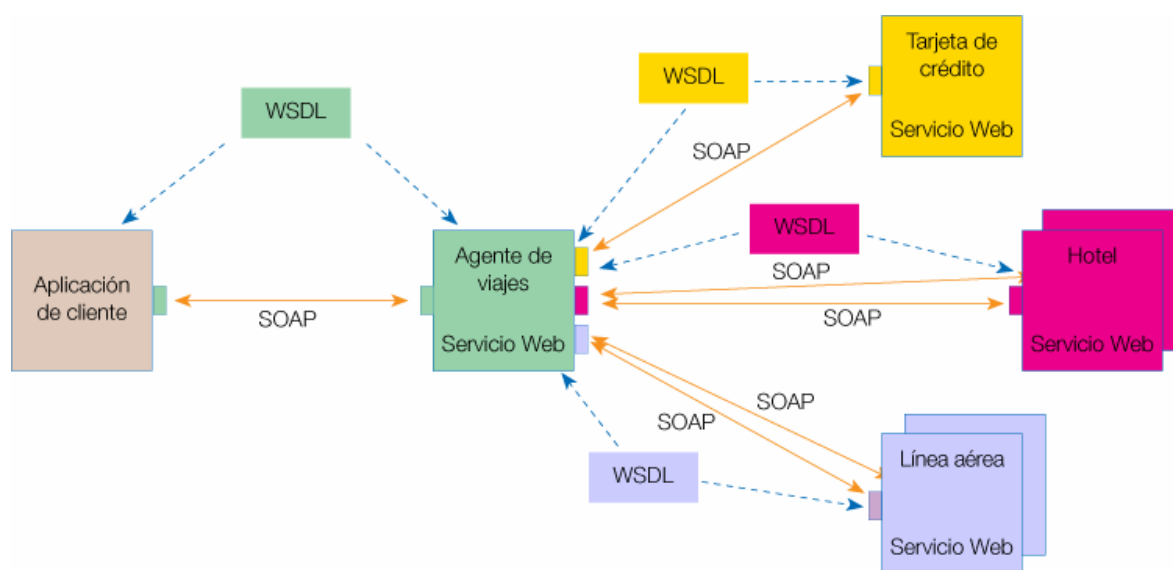 Tarjeta de
crédito
Servicio Web
WSDL
WSDL
SOAP
WSDL
Hotel
Servicio Web
Agente de
viajes
Servicio Web
Aplicación
de cliente
SOAP
SOAP
SOAP
SOAP
SOAP
WSDL
Línea aérea
Servicio Web